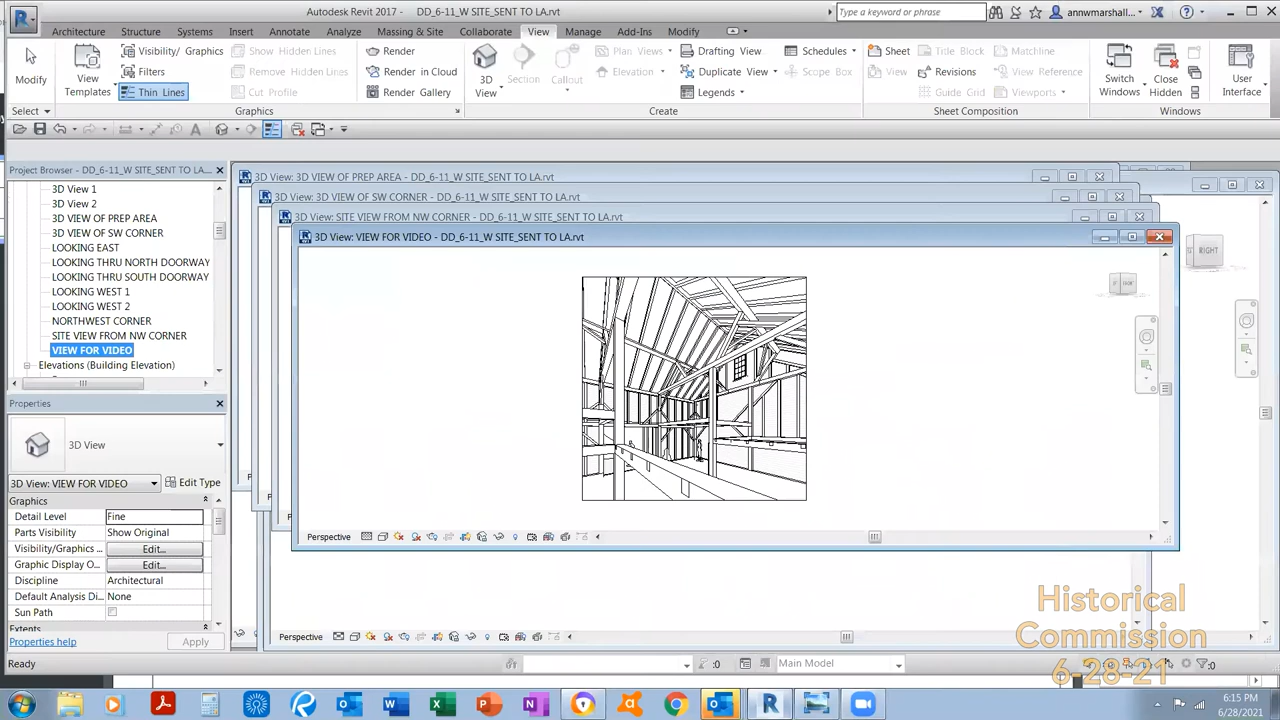 Autodesk Revit 2017 - DD_6-11_W SITE_SENT TO LA.rvt
Type a keyword or phrase
annwmarshall...
Architecture Structure Systems Insert Annotate Analyze Massing & Site Collaborate View Manage Add-Ins Modify
Modify
View Templates
Visibility/ Graphics
Filters
Thin Lines
Show Hidden Lines
Remove Hidden Lines
Cut Profile
Render
Render in Cloud
Render Gallery
3D View
Section
Callout
Plan Views
Elevation
Drafting View
Duplicate View
Legends
Schedules
Scope Box
Sheet
View
Title Block
Revisions
Guide Grid
Matchline
View Reference
Viewports
Switch Windows
Close Hidden
User Interface
Select
Graphics
Create
Sheet Composition
Windows
Project Browser - DD_6-11_W SITE_SENT TO LA...
3D View 1
3D View 2
3D VIEW OF PREP AREA
3D VIEW OF SW CORNER
LOOKING EAST
LOOKING THRU NORTH DOORWAY
LOOKING THRU SOUTH DOORWAY
LOOKING WEST 1
LOOKING WEST 2
NORTHWEST CORNER
SITE VIEW FROM NW CORNER
VIEW FOR VIDEO
Elevations (Building Elevation)
Properties
3D View
3D View: VIEW FOR VIDEO
Edit Type
Graphics
Detail Level Fine
Parts Visibility Show Original
Visibility/Graphics ... Edit...
Graphic Display O... Edit...
Discipline Architectural
Default Analysis Di... None
Sun Path
Extents
Properties help
Apply
3D View: 3D VIEW OF PREP AREA - DD_6-11_W SITE_SENT TO LA.rvt
3D View: 3D VIEW OF SW CORNER - DD_6-11_W SITE_SENT TO LA.rvt
3D View: SITE VIEW FROM NW CORNER - DD_6-11_W SITE_SENT TO LA.rvt
3D View: VIEW FOR VIDEO - DD_6-11_W SITE_SENT TO LA.rvt
RIGHT
Perspective
Perspective
Ready
:0
Main Model
:0
Historical
Commission
6-28-21
6:15 PM
6/28/2021